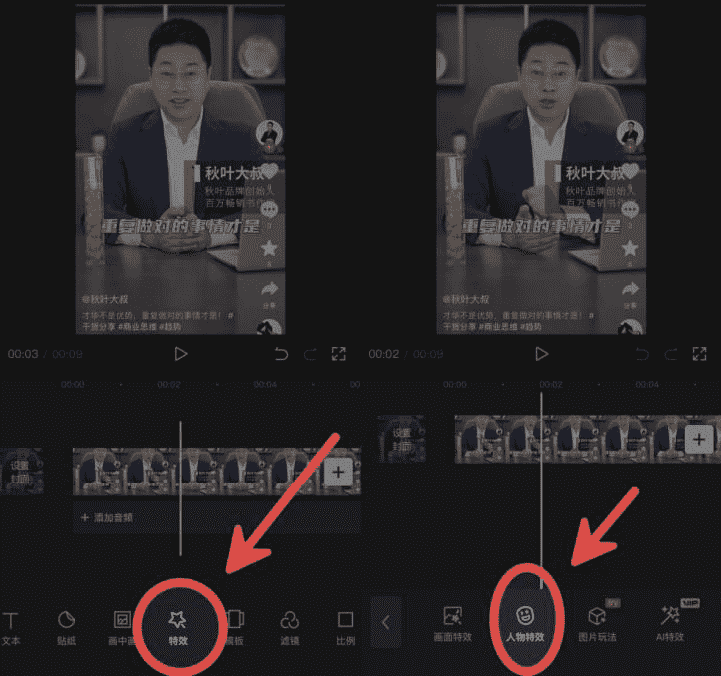 秋叶大叔
秋叶品牌创始人
百万畅销书作
重复做对的事情才是
@秋叶大叔
才华不是优势,重复做对的事情才是! #
干货分享 #商业思维 #趋势
分享
00:03 / 00:09
00:00
00:02
00:04
00
设置
封面
+ 添加音频
文本
贴纸
画中画
特效
模板
滤镜
比例
秋叶大叔
秋叶品牌创始
百万畅销书作
重复做对的事情才是
@秋叶大叔
才华不是优势,重复做对的事情才是! #
干货分享 #商业思维 #趋势
分享
00:02 / 00:09
00:00
00:02
00:04
设置
封面
画面特效
人物特效
图片玩法
AI特效
VIP